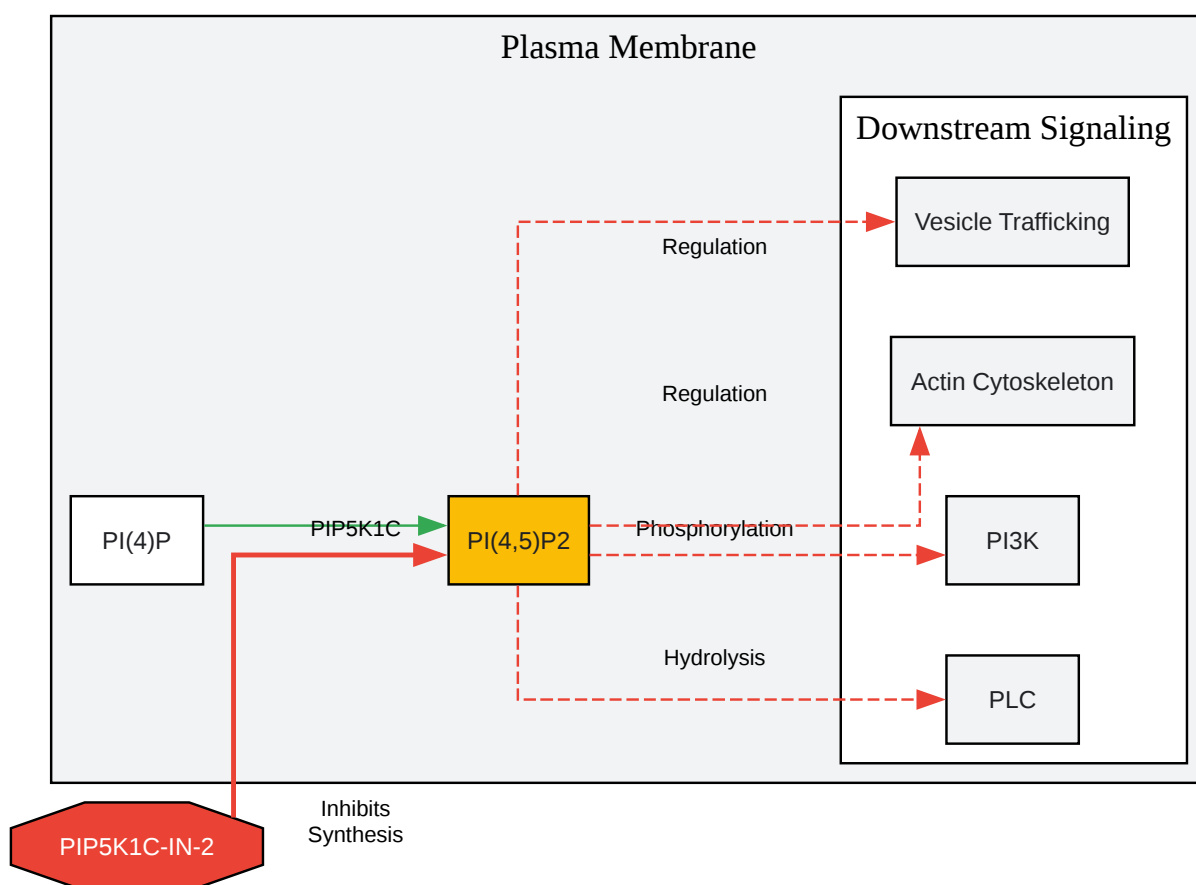 Plasma Membrane
Downstream Signaling
Vesicle Trafficking
Regulation
Actin Cytoskeleton
Regulation
PI(4)P
PIP5K1C
PI(4,5)P2
Phosphorylation
PI3K
Hydrolysis
PLC
Inhibits
Synthesis
PIP5K1C-IN-2